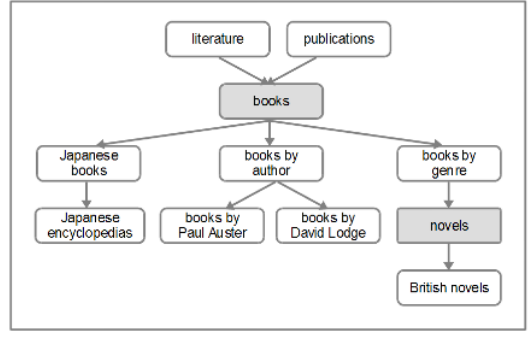 literature
publications
books
Japanese
books
books by
author
books by
genre
Japanese
encyclopedias
books by
Paul Auster
books by
David Lodge
novels
British novels